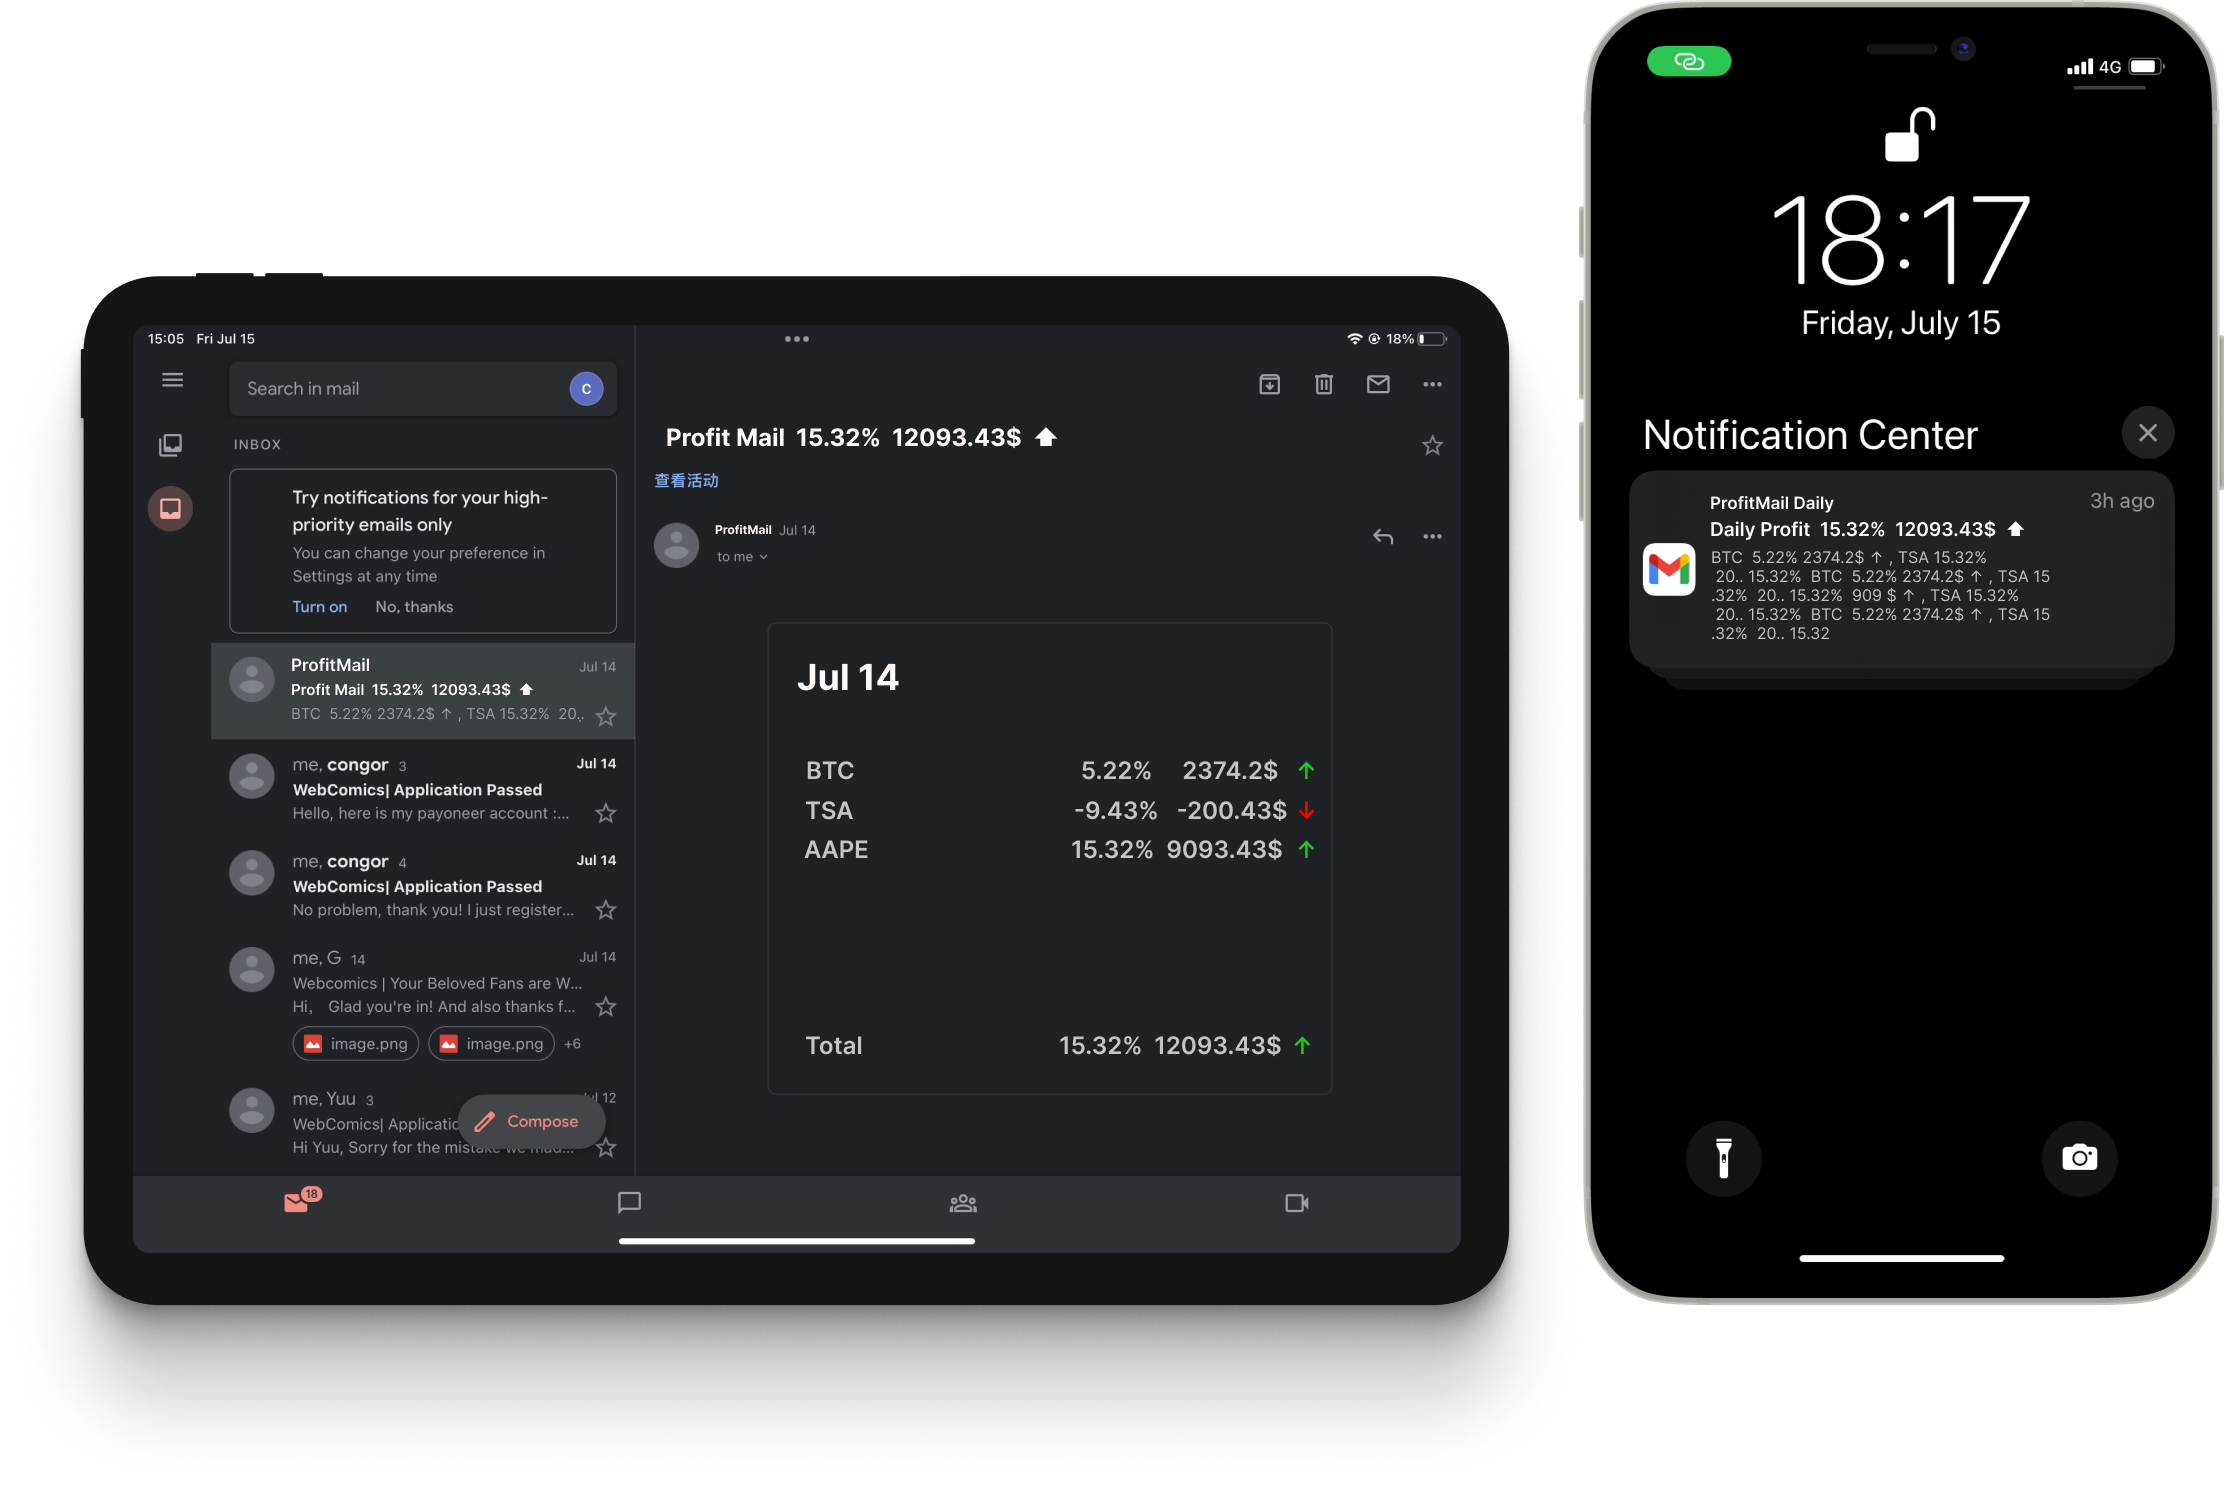 15:05 Fri Jul 15
18%
Search in mail
C
INBOX
Try notifications for your high-
priority emails only
You can change your preference in
Settings at any time
Turn on No, thanks
ProfitMail Jul 14
Profit Mail 15.32% 12093.43$ ⬆
BTC 5.22% 2374.2$ ↑ , TSA 15.32% 20..
me, congor 3 Jul 14
WebComics| Application Passed
Hello, here is my payoneer account :...
me, congor 4 Jul 14
WebComics| Application Passed
No problem, thank you! I just register...
me, G 14 Jul 14
Webcomics | Your Beloved Fans are W...
Hi, Glad you're in! And also thanks f...
image.png image.png +6
me, Yuu 3 Jul 12
WebComics| Applicatio
Hi Yuu, Sorry for the mistake we mad...
Compose
18
Profit Mail 15.32% 12093.43$ ⬆
查看活动
ProfitMail Jul 14
to me
Jul 14
BTC 5.22% 2374.2$ ↑
TSA -9.43% -200.43$ ↓
AAPE 15.32% 9093.43$ ↑
Total 15.32% 12093.43$ ↑
4G
18:17
Friday, July 15
Notification Center
ProfitMail Daily 3h ago
Daily Profit 15.32% 12093.43$ ⬆
BTC 5.22% 2374.2$ ↑ , TSA 15.32%
20.. 15.32% BTC 5.22% 2374.2$ ↑ , TSA 15
.32% 20.. 15.32% 909 $ ↑ , TSA 15.32%
20.. 15.32% BTC 5.22% 2374.2$ ↑ , TSA 15
.32% 20.. 15.32